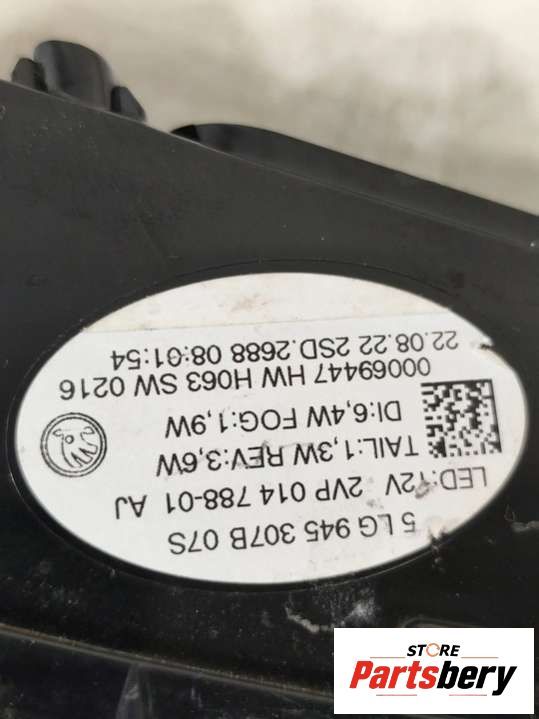 5 LG 945 307B 07S
LED:12V 2VP 014 788-01 AJ
TAIL:1,3W REV:3,6W
DI:6,4W FOG:1,9W
00069447 HW H063 SW 0216
22.08.22 2SD.2688 08:01:54
STORE
Partsbery